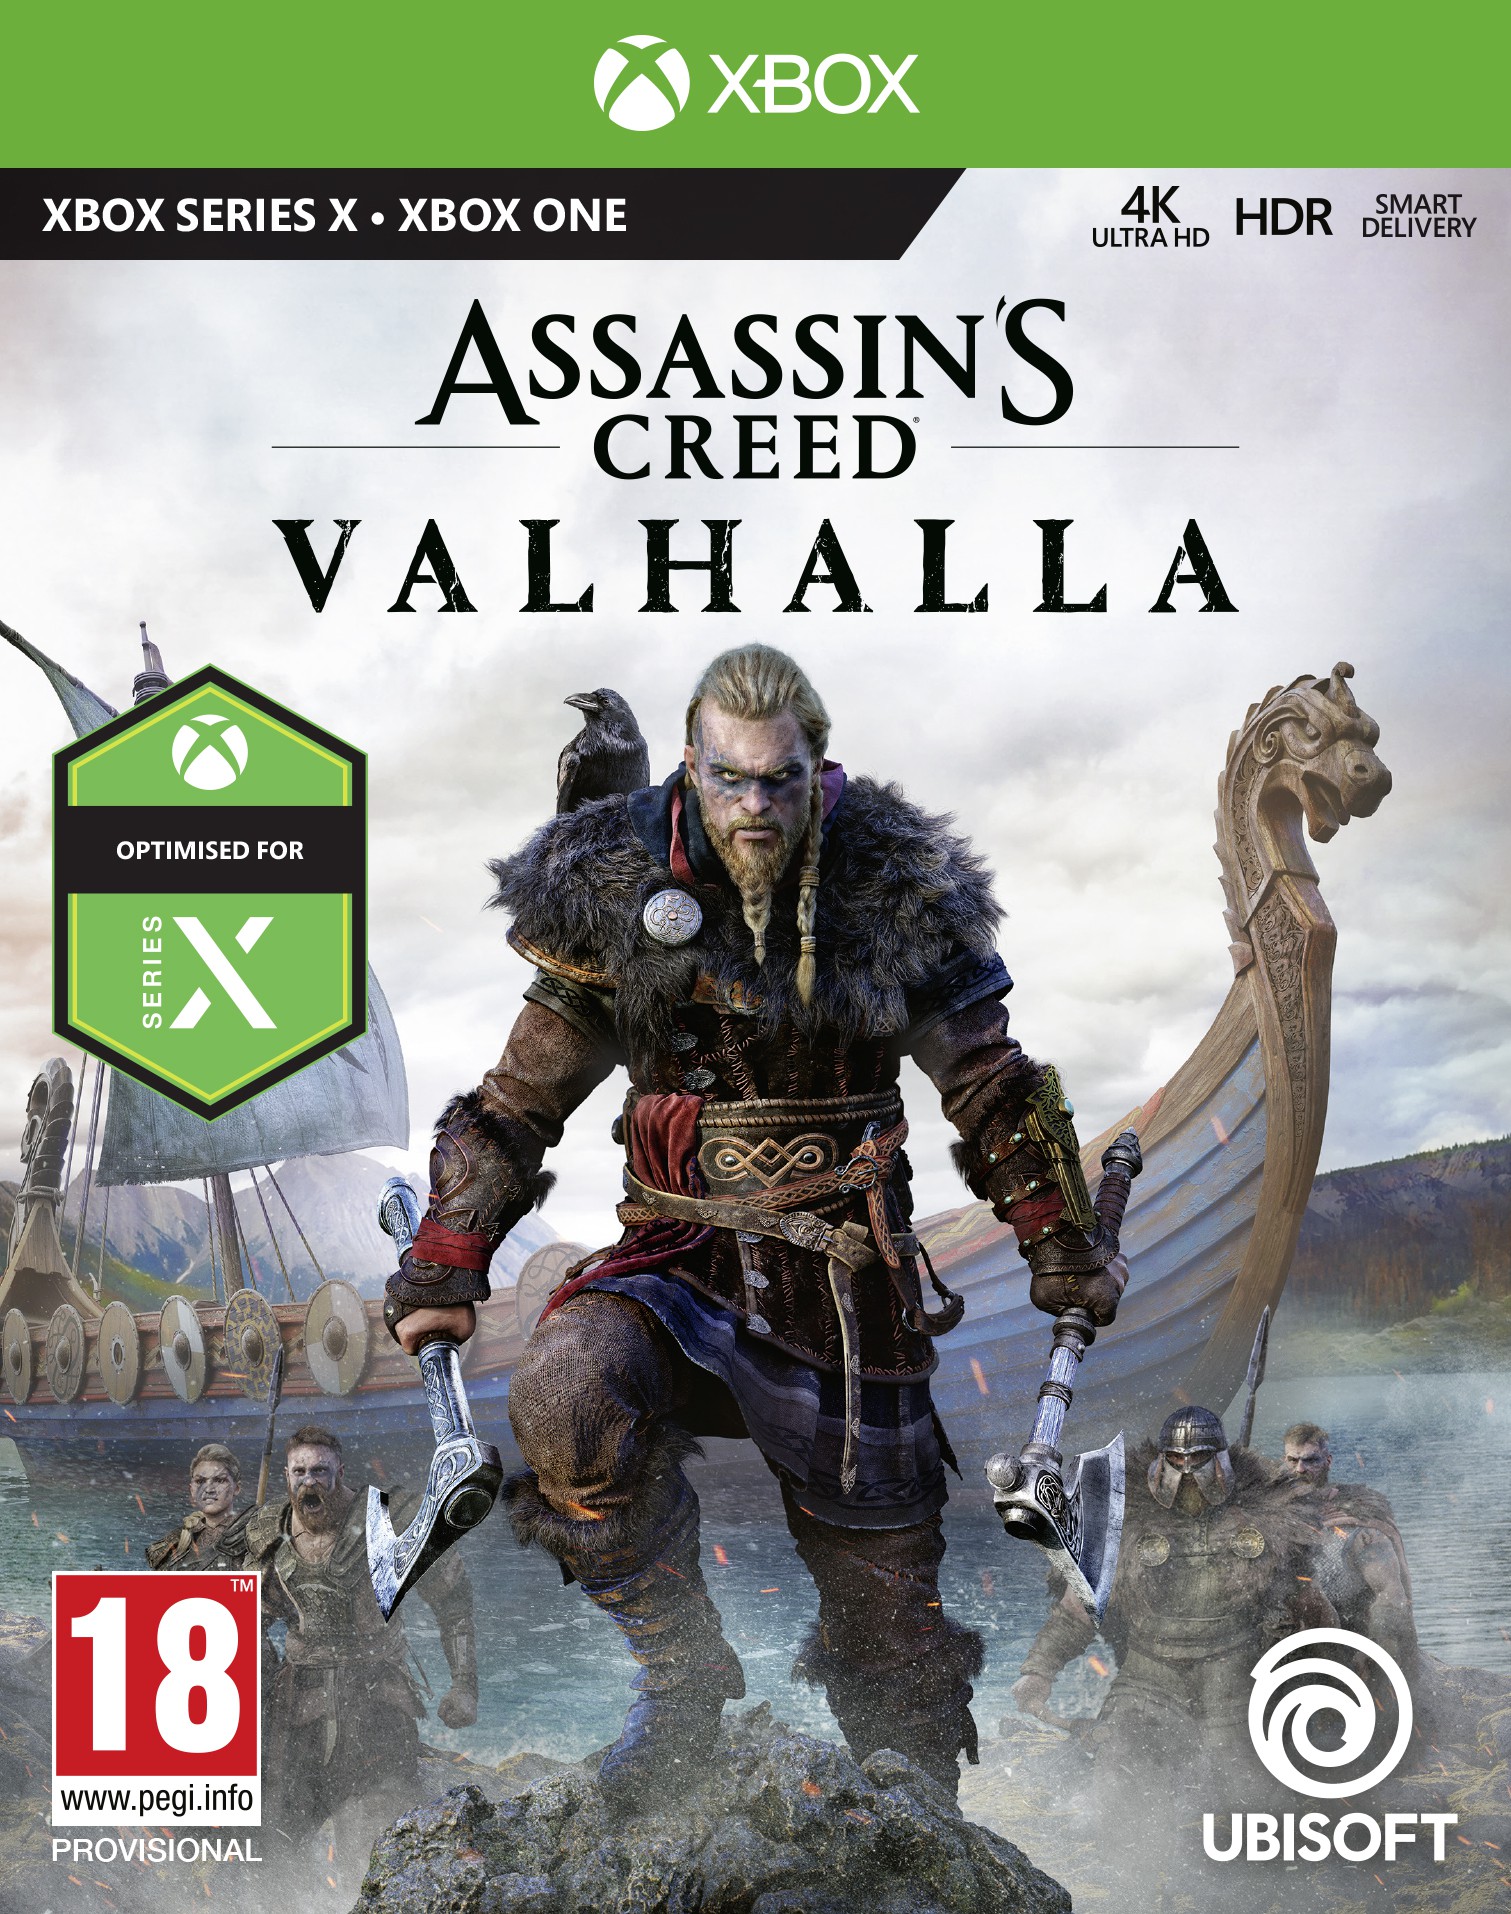 XBOX
XBOX SERIES X • XBOX ONE
4K
ULTRA HD
HDR
SMART
DELIVERY
ASSASSIN'S
CREED®
VALHALLA
OPTIMISED FOR
SERIES X
18™
www.pegi.info
PROVISIONAL
UBISOFT